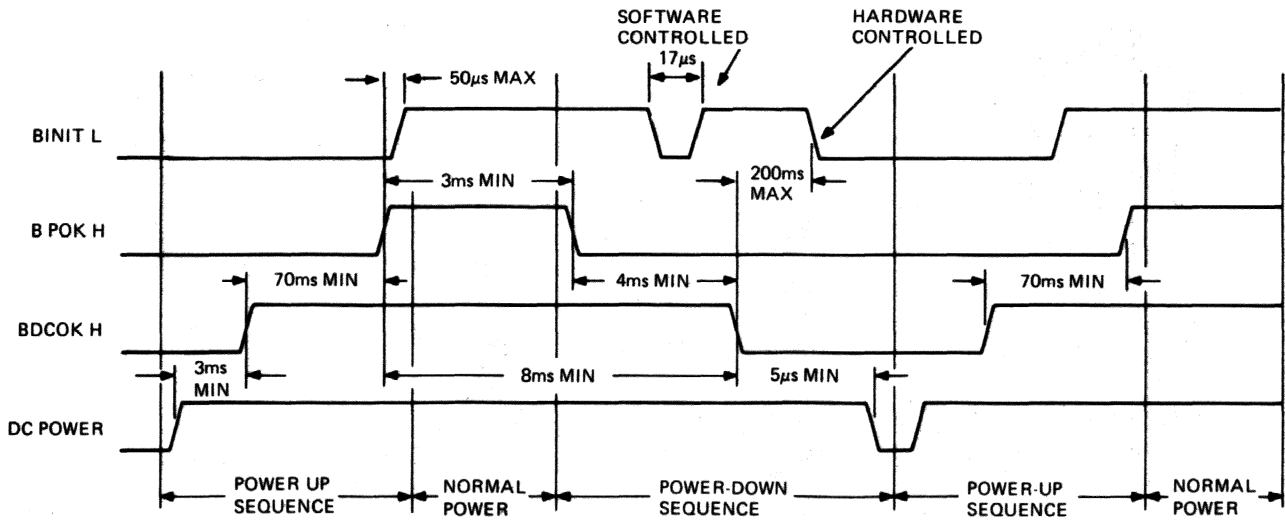 SOFTWARE
CONTROLLED
17µs
HARDWARE
CONTROLLED
50µs MAX
BINIT L
200ms
MAX
3ms MIN
B POK H
70ms MIN
4ms MIN
70ms MIN
BDCOK H
3ms
MIN
8ms MIN
5µs MIN
DC POWER
POWER UP
SEQUENCE
NORMAL
POWER
POWER-DOWN
SEQUENCE
POWER-UP
SEQUENCE
NORMAL
POWER